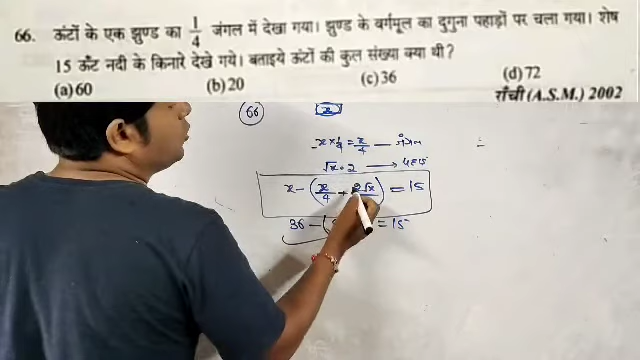 66. ऊंटों के एक झुण्ड का 1/4 जंगल में देखा गया। झुण्ड के वर्गमूल का दुगुना पहाड़ों पर चला गया। शेष
15 ऊँट नदी के किनारे देखे गये। बताइये ऊंटों की कुल संख्या क्या थी?
(a) 60 (b) 20 (c) 36 (d) 72
राँची (A.S.M.) 2002
66 x
x × 1/4 = x/4 — जंगल
√x × 2 → पहाड़
x - (x/4 + 2√x) = 15
36 - ( = 15